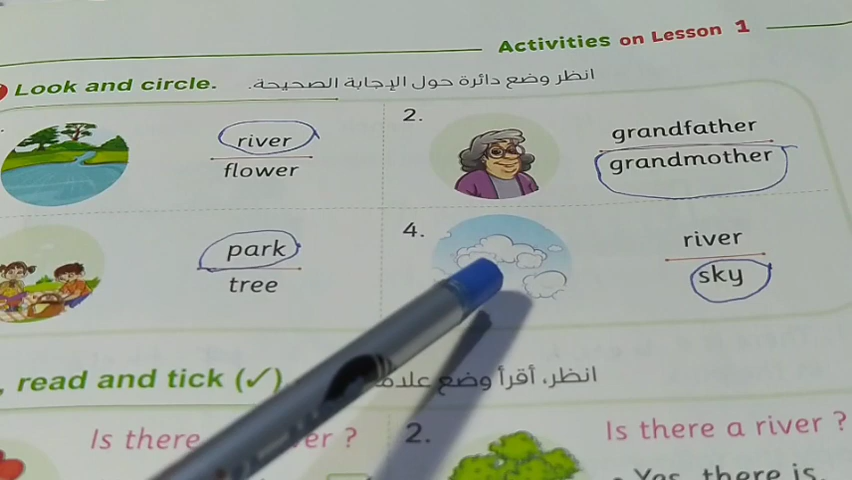 Activities on Lesson 1
Look and circle. انظر وضع دائرة حول الإجابة الصحيحة.
river
flower
2.
grandfather
grandmother
park
tree
4.
river
sky
, read and tick (✓) انظر، أقرأ وضع
Is there
2.
Is there a river ?
Yes, there is.